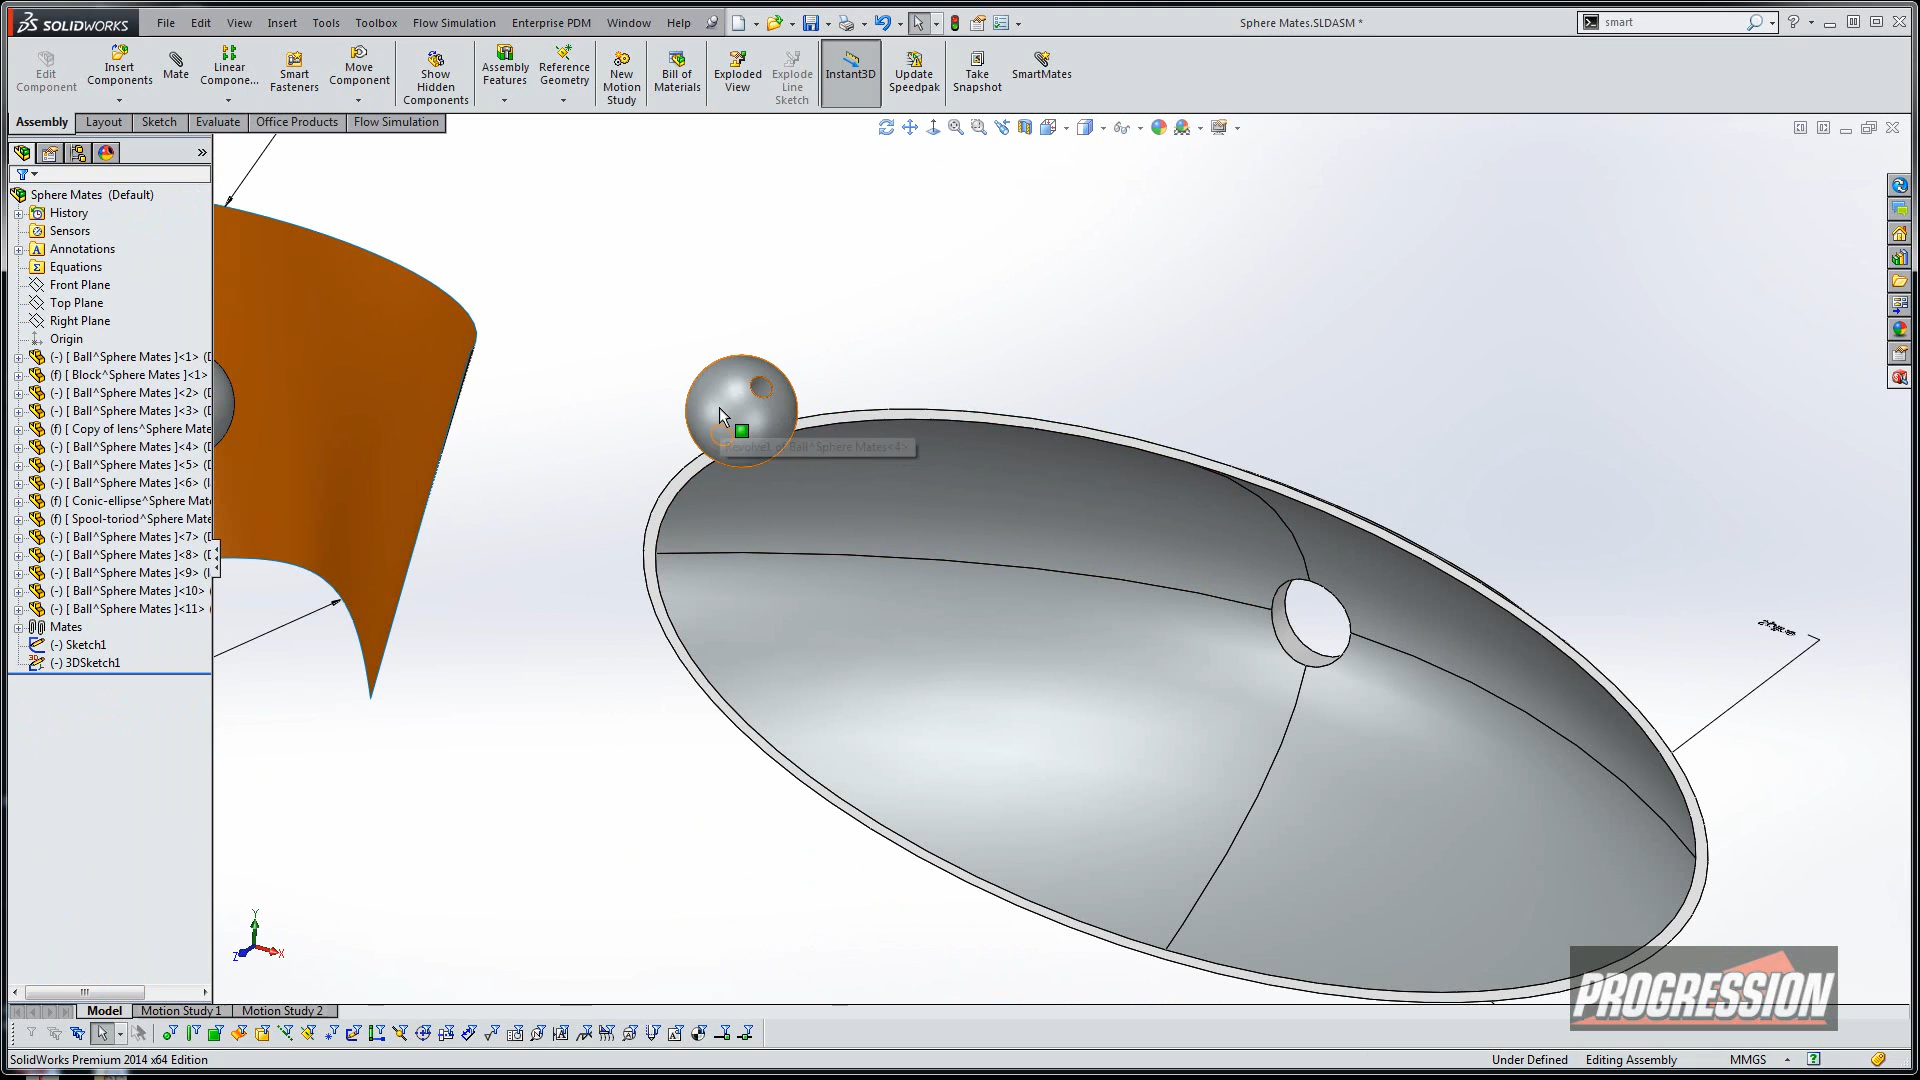 SOLIDWORKS File Edit View Insert Tools Toolbox Flow Simulation Enterprise PDM Window Help Sphere Mates.SLDASM * smart
Edit Component
Insert Components
Mate
Linear Compone...
Smart Fasteners
Move Component
Show Hidden Components
Assembly Features
Reference Geometry
New Motion Study
Bill of Materials
Exploded View
Explode Line Sketch
Instant3D
Update Speedpak
Take Snapshot
SmartMates
Assembly Layout Sketch Evaluate Office Products Flow Simulation
Sphere Mates (Default)
History
Sensors
Annotations
Equations
Front Plane
Top Plane
Right Plane
Origin
(-) [ Ball^Sphere Mates ]<1> (D
(f) [ Block^Sphere Mates ]<1>
(-) [ Ball^Sphere Mates ]<2> (D
(-) [ Ball^Sphere Mates ]<3> (D
(f) [ Copy of lens^Sphere Mate
(-) [ Ball^Sphere Mates ]<4> (D
(-) [ Ball^Sphere Mates ]<5> (D
(-) [ Ball^Sphere Mates ]<6> (
(f) [ Conic-ellipse^Sphere Mat
(f) [ Spool-toriod^Sphere Mate
(-) [ Ball^Sphere Mates ]<7> (D
(-) [ Ball^Sphere Mates ]<8> (D
(-) [ Ball^Sphere Mates ]<9> (
(-) [ Ball^Sphere Mates ]<10>
(-) [ Ball^Sphere Mates ]<11>
Mates
(-) Sketch1
(-) 3DSketch1
Revolve1 of Ball^Sphere Mates<4>
Y
Z
X
PROGRESSION
Model Motion Study 1 Motion Study 2
SolidWorks Premium 2014 x64 Edition Under Defined Editing Assembly MMGS